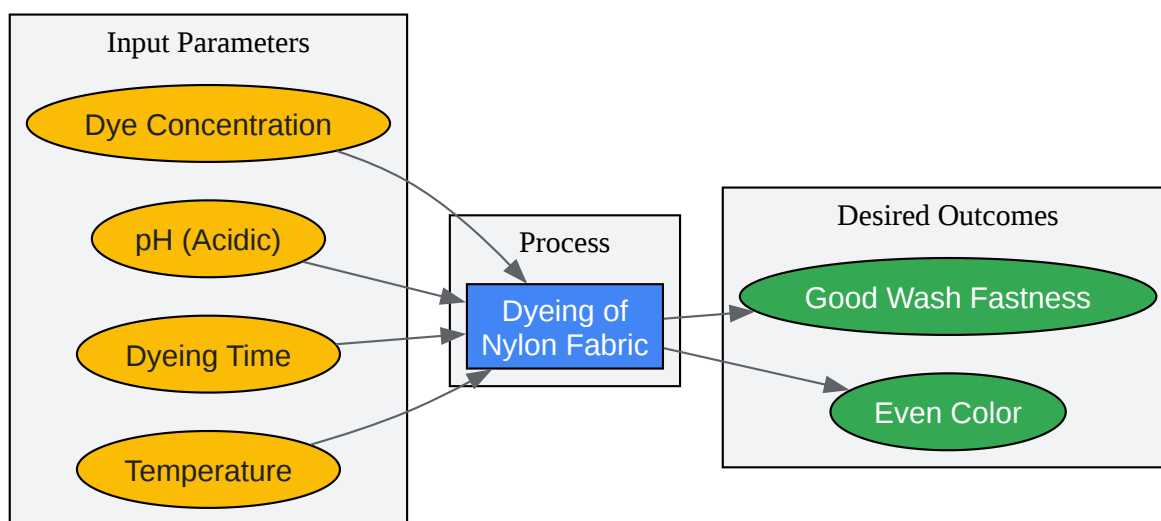 Input Parameters
Dye Concentration
pH (Acidic)
Dyeing Time
Temperature
Process
Dyeing of
Nylon Fabric
Desired Outcomes
Good Wash Fastness
Even Color